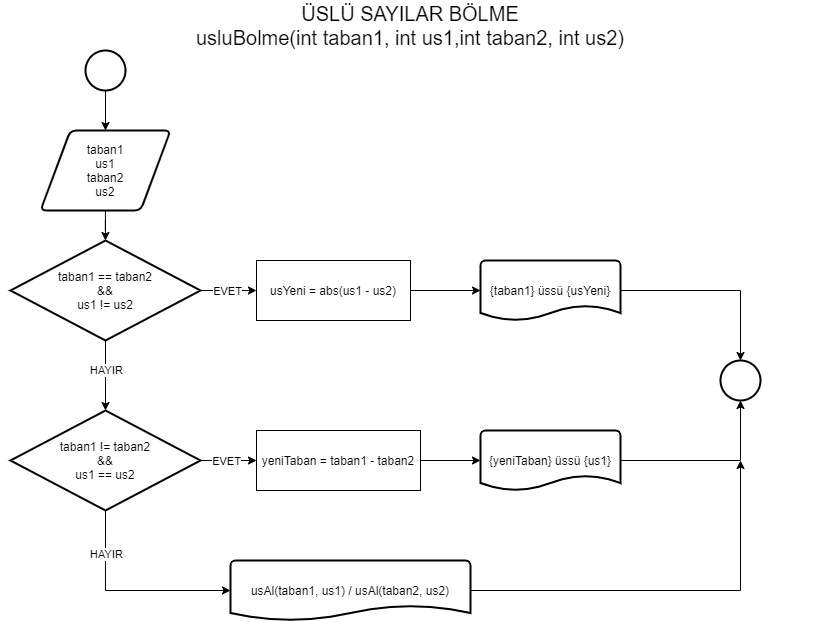 ÜSLÜ SAYILAR BÖLME
usluBolme(int taban1, int us1,int taban2, int us2)
taban1
us1
taban2
us2
taban1 == taban2
&&
us1 != us2
EVET
usYeni = abs(us1 - us2)
{taban1} üssü {usYeni}
HAYIR
taban1 != taban2
&&
us1 == us2
EVET
yeniTaban = taban1 - taban2
{yeniTaban} üssü {us1}
HAYIR
usAl(taban1, us1) / usAl(taban2, us2)